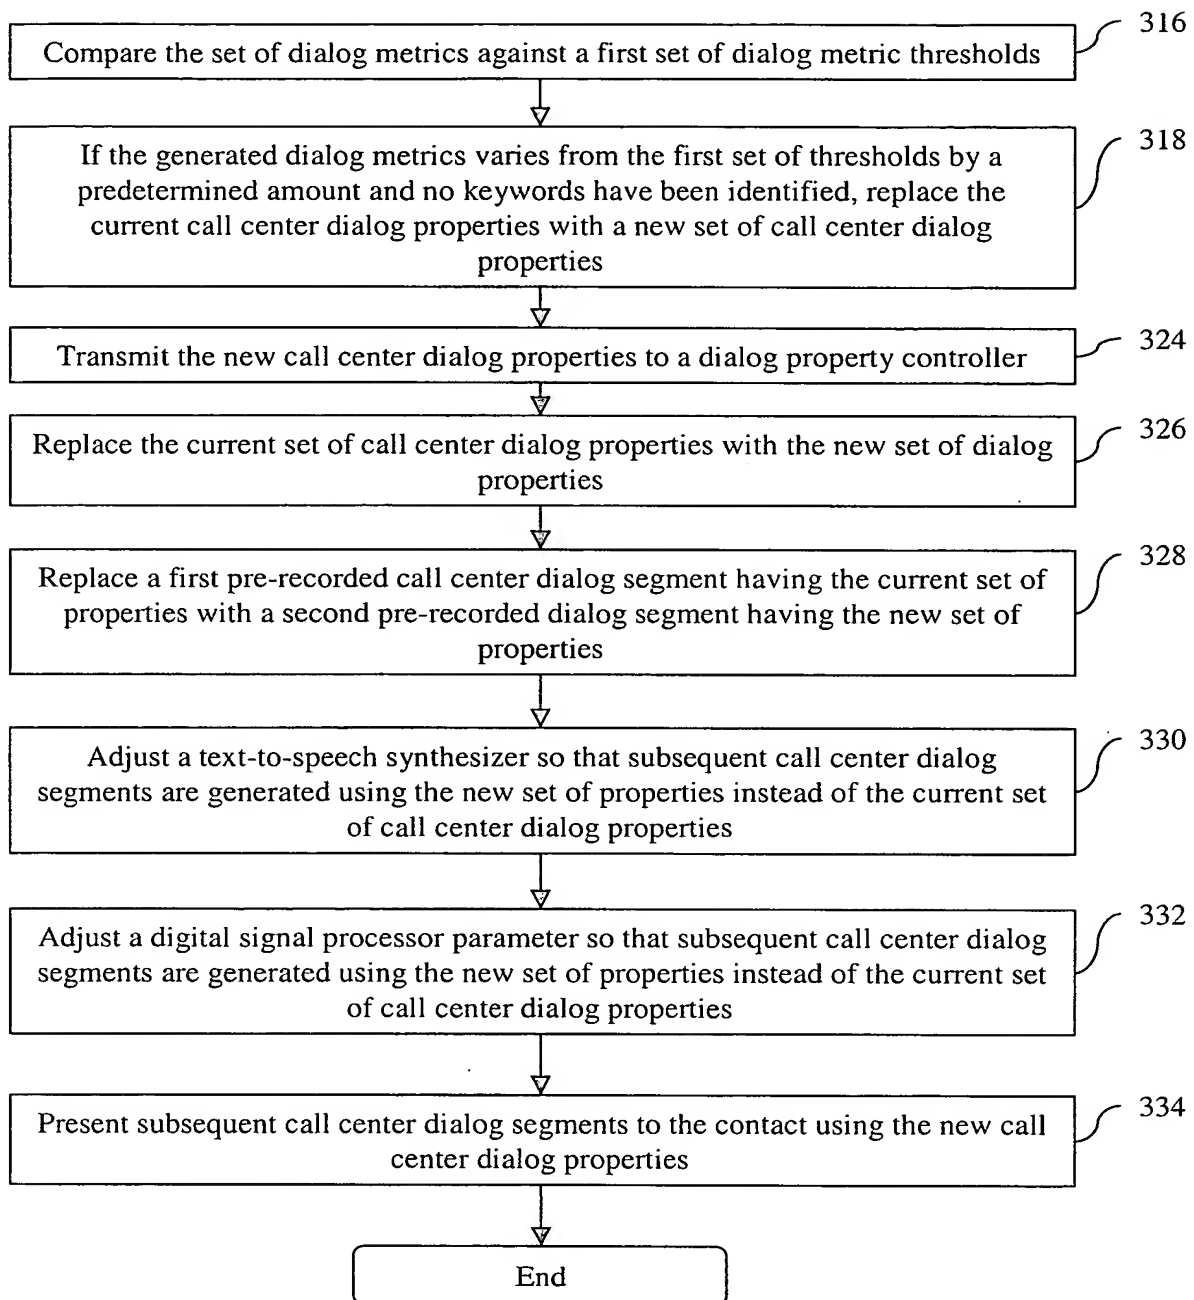 316
Compare the set of dialog metrics against a first set of dialog metric thresholds
318
If the generated dialog metrics varies from the first set of thresholds by a
predetermined amount and no keywords have been identified, replace the
current call center dialog properties with a new set of call center dialog
properties
324
Transmit the new call center dialog properties to a dialog property controller
326
Replace the current set of call center dialog properties with the new set of dialog
properties
328
Replace a first pre-recorded call center dialog segment having the current set of
properties with a second pre-recorded dialog segment having the new set of
properties
330
Adjust a text-to-speech synthesizer so that subsequent call center dialog
segments are generated using the new set of properties instead of the current set
of call center dialog properties
332
Adjust a digital signal processor parameter so that subsequent call center dialog
segments are generated using the new set of properties instead of the current set
of call center dialog properties
334
Present subsequent call center dialog segments to the contact using the new call
center dialog properties
End